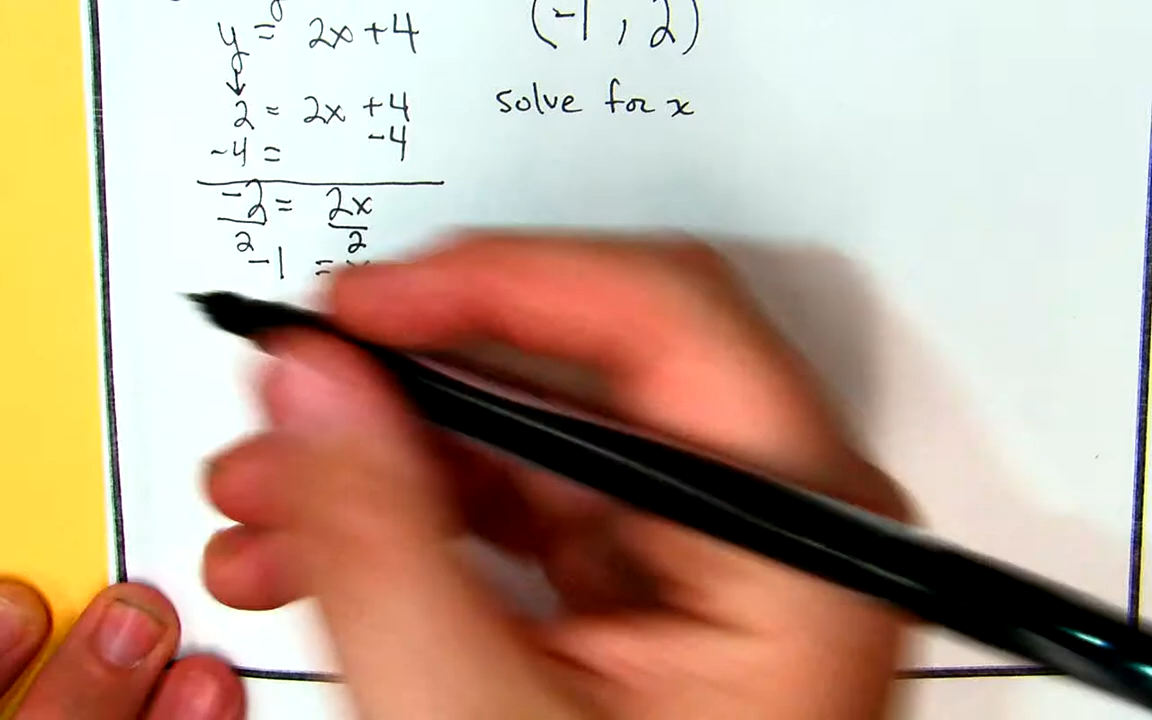 y = 2x + 4
(-1, 2)
2 = 2x + 4
solve for x
-4 = -4
-2 = 2x
2 2
-1 = x